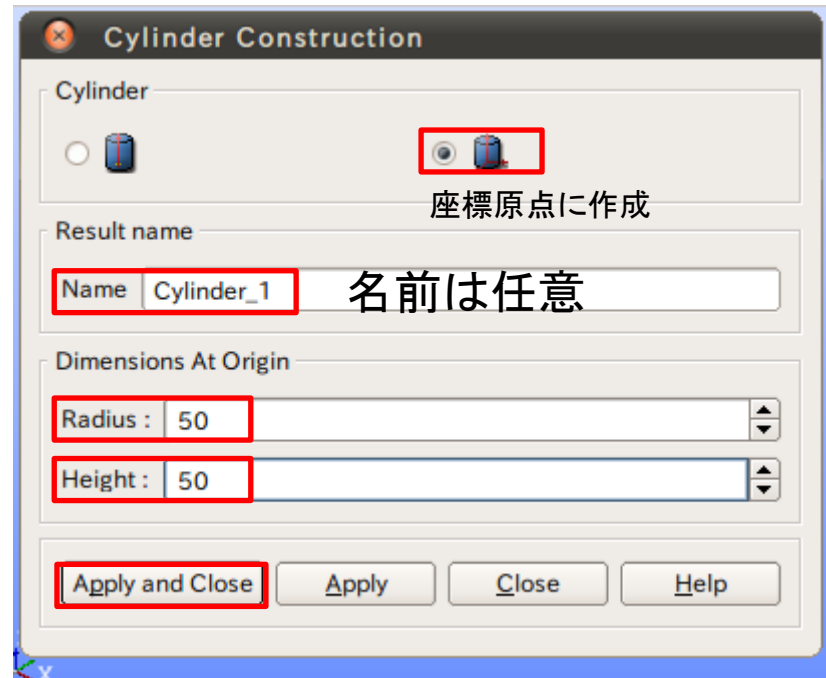 Cylinder Construction
Cylinder
座標原点に作成
Result name
Name Cylinder_1 名前は任意
Dimensions At Origin
Radius : 50
Height : 50
Apply and Close Apply Close Help
x